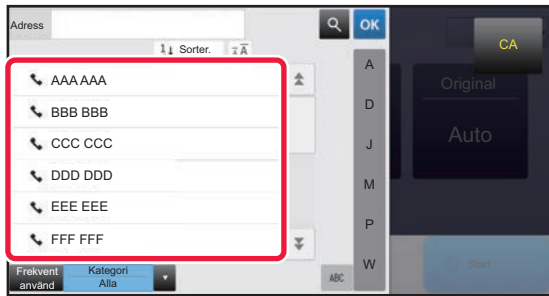 Adress
OK
CA
Sorter.
AAA AAA
BBB BBB
CCC CCC
DDD DDD
EEE EEE
FFF FFF
A
D
J
M
P
W
Original
Auto
Start
Frekvent
använd
Kategori
Alla
ABC